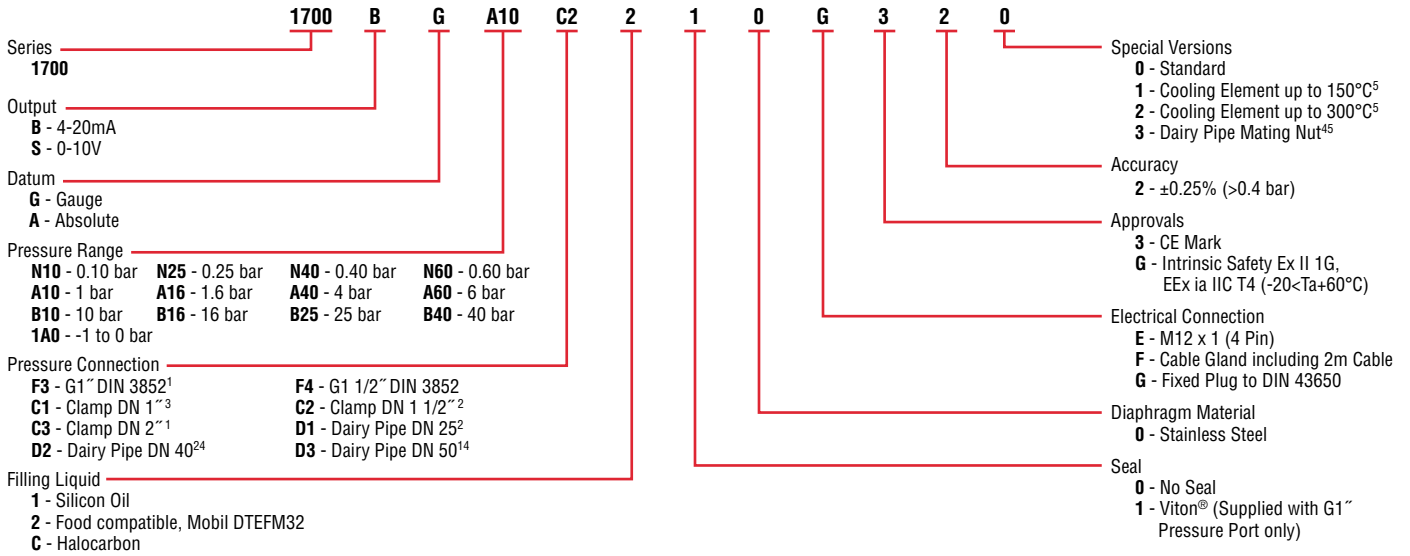 1700 B G A10 C2 2 1 0 G 3 2 0
Series
1700
Output
B - 4-20mA
S - 0-10V
Datum
G - Gauge
A - Absolute
Pressure Range
N10 - 0.10 bar N25 - 0.25 bar N40 - 0.40 bar N60 - 0.60 bar
A10 - 1 bar A16 - 1.6 bar A40 - 4 bar A60 - 6 bar
B10 - 10 bar B16 - 16 bar B25 - 25 bar B40 - 40 bar
1A0 - -1 to 0 bar
Pressure Connection
F3 - G1˝ DIN 3852¹ F4 - G1 1/2˝ DIN 3852
C1 - Clamp DN 1˝³ C2 - Clamp DN 1 1/2˝²
C3 - Clamp DN 2˝¹ D1 - Dairy Pipe DN 25²
D2 - Dairy Pipe DN 40²⁴ D3 - Dairy Pipe DN 50¹⁴
Filling Liquid
1 - Silicon Oil
2 - Food compatible, Mobil DTEFM32
C - Halocarbon
Special Versions
0 - Standard
1 - Cooling Element up to 150°C⁵
2 - Cooling Element up to 300°C⁵
3 - Dairy Pipe Mating Nut⁴⁵
Accuracy
2 - ±0.25% (>0.4 bar)
Approvals
3 - CE Mark
G - Intrinsic Safety Ex II 1G,
EEx ia IIC T4 (-20<Ta+60°C)
Electrical Connection
E - M12 x 1 (4 Pin)
F - Cable Gland including 2m Cable
G - Fixed Plug to DIN 43650
Diaphragm Material
0 - Stainless Steel
Seal
0 - No Seal
1 - Viton® (Supplied with G1˝
Pressure Port only)